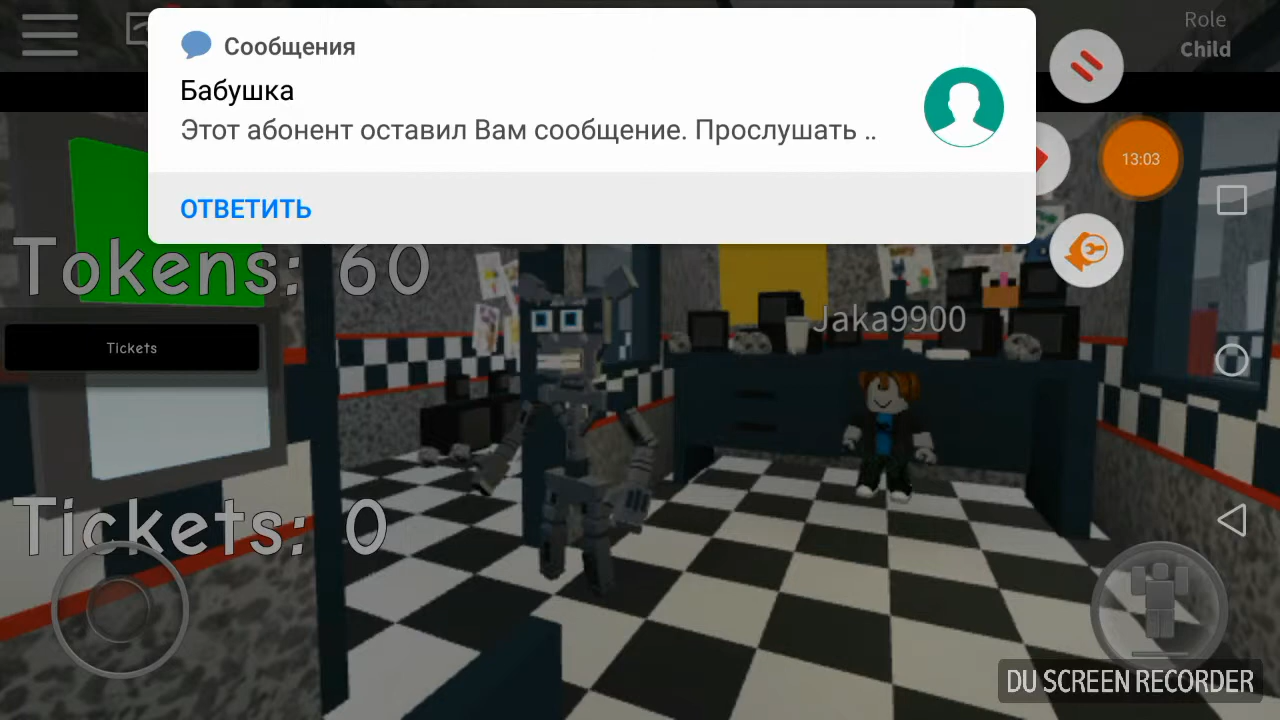 Role
Child
Сообщения
Бабушка
Этот абонент оставил Вам сообщение. Прослушать ..
ОТВЕТИТЬ
13:03
Tokens: 60
Jaka9900
Tickets
Tickets: 0
DU SCREEN RECORDER